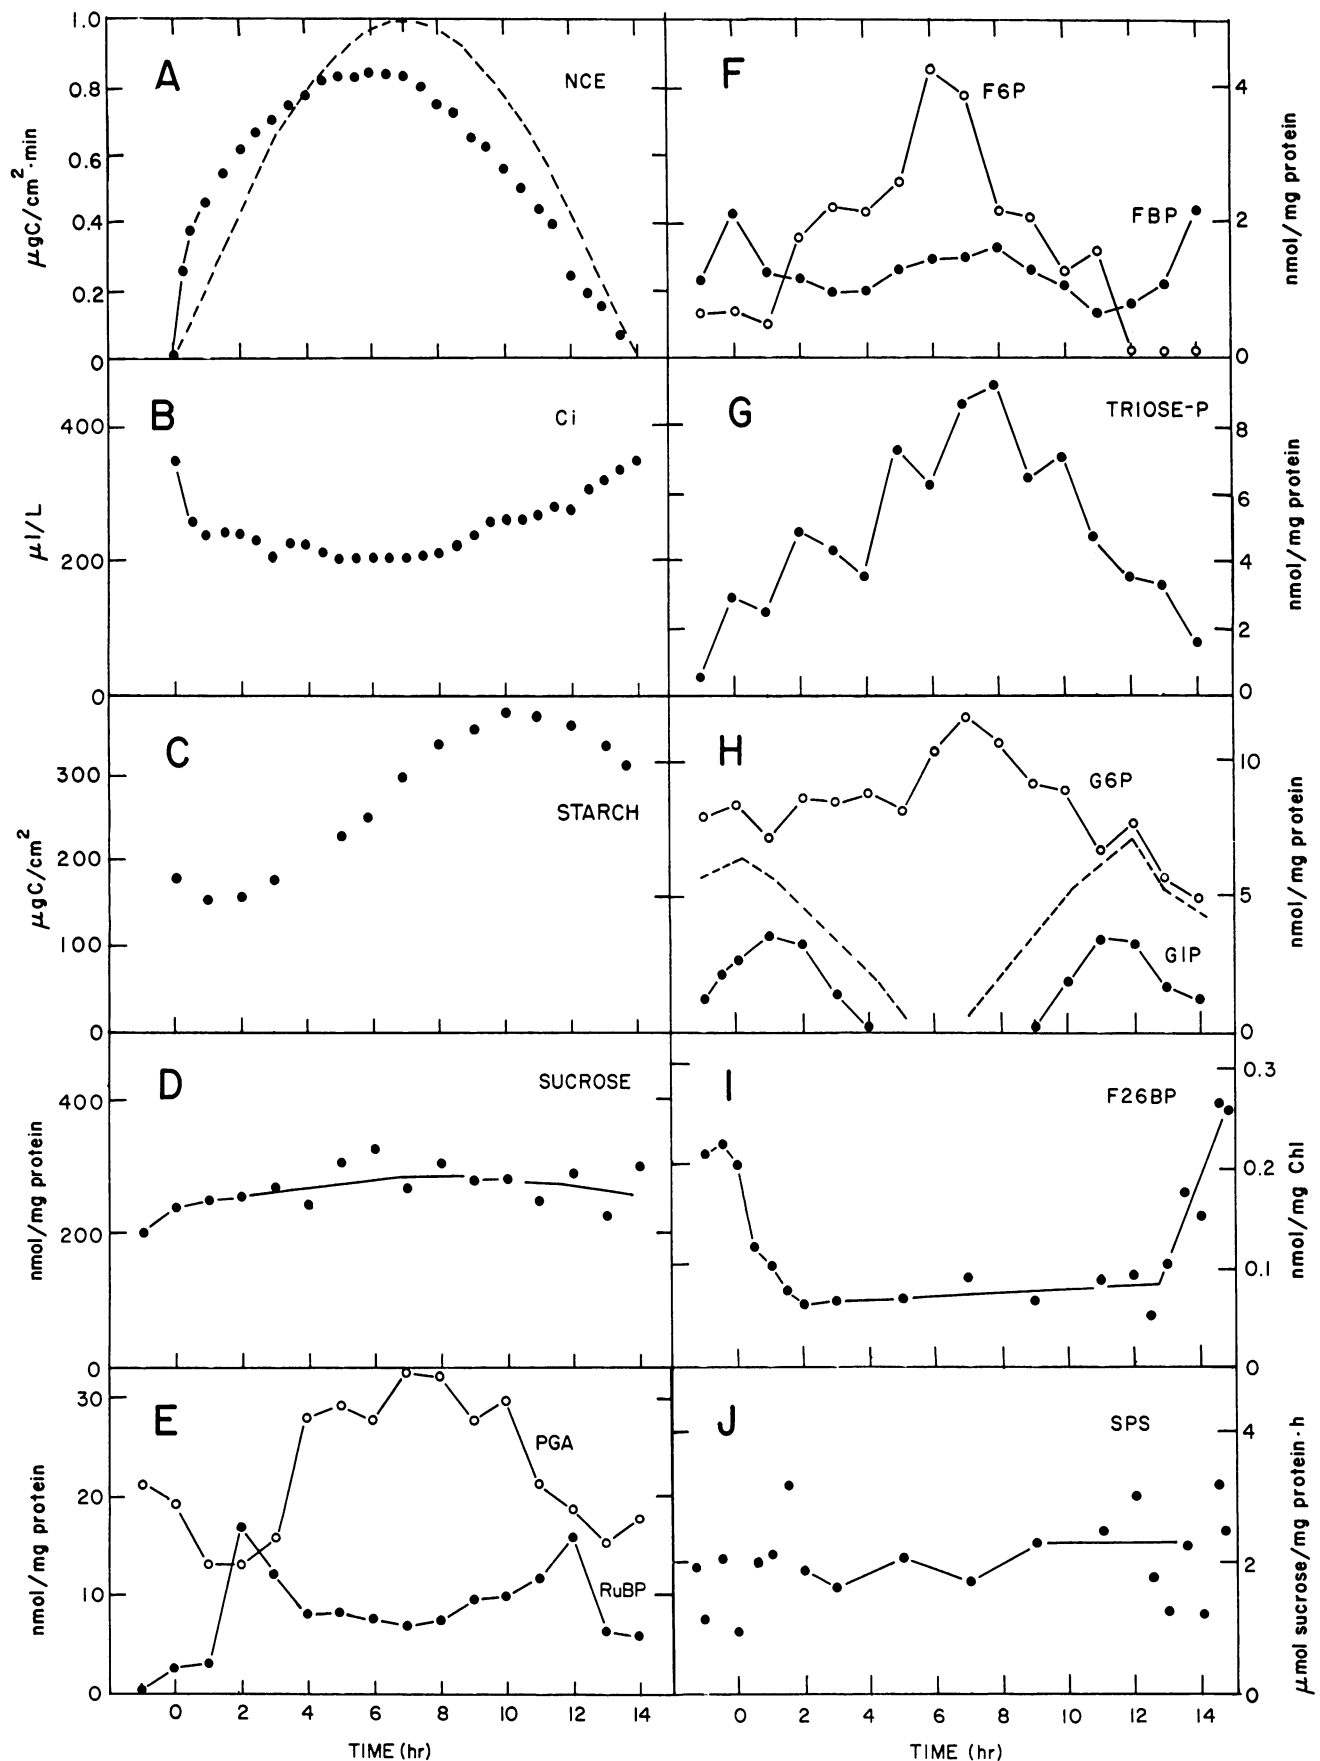 A
NCE
1.0
0.8
0.6
0.4
0.2
0
μgC/cm²·min
B
Ci
400
200
0
μl/L
C
STARCH
300
200
100
0
μgC/cm²
D
SUCROSE
400
200
0
nmol/mg protein
E
PGA
RuBP
30
20
10
0
nmol/mg protein
0 2 4 6 8 10 12 14
TIME (hr)
F
F6P
FBP
4
2
0
nmol/mg protein
G
TRIOSE-P
8
6
4
2
0
nmol/mg protein
H
G6P
G1P
10
5
0
nmol/mg protein
I
F26BP
0.3
0.2
0.1
0
nmol/mg Chl
J
SPS
4
2
0
μmol sucrose/mg protein·h
0 2 4 6 8 10 12 14
TIME (hr)